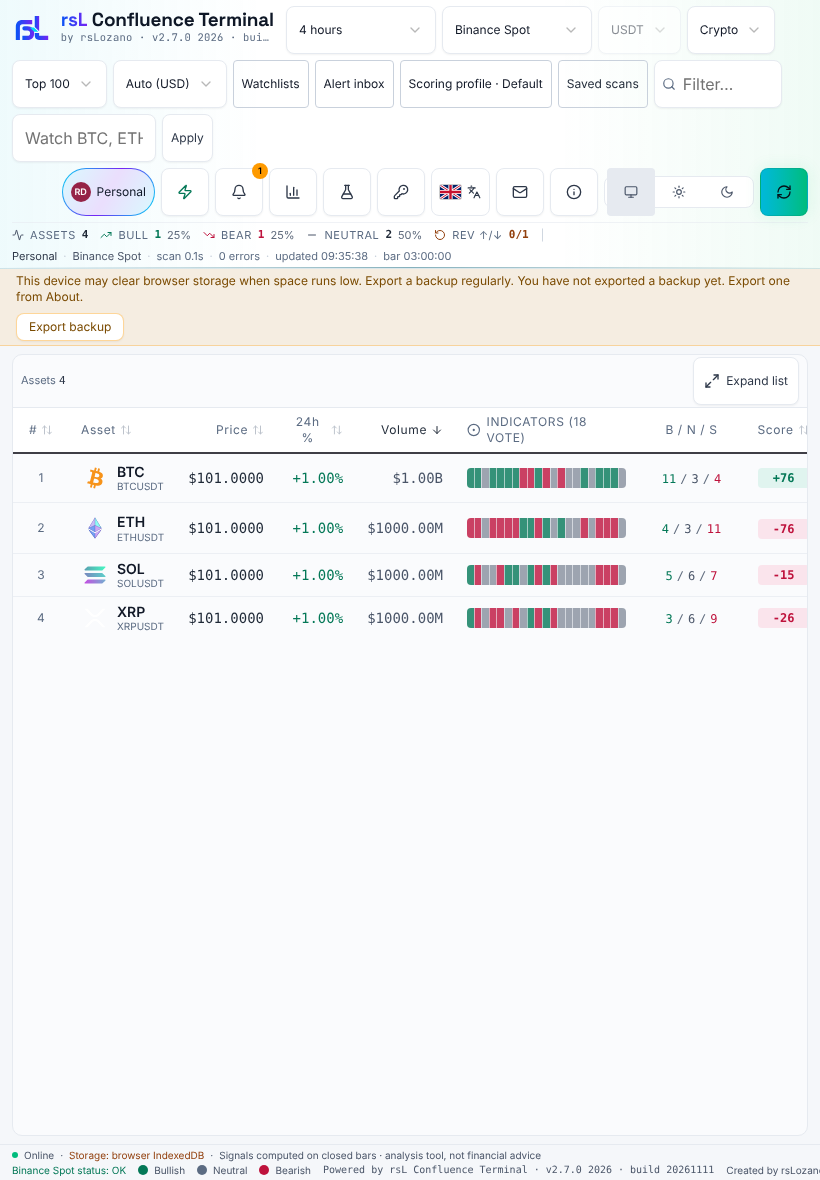 rsL Confluence Terminal
by rsLozano · v2.7.0 2026 · bui…
4 hours
Binance Spot
USDT
Crypto
Top 100
Auto (USD)
Watchlists
Alert inbox
Scoring profile · Default
Saved scans
Filter...
Watch BTC, ETH
Apply
RD Personal
1
ASSETS 4 BULL 1 25% BEAR 1 25% NEUTRAL 2 50% REV ↑/↓ 0/1
Personal · Binance Spot · scan 0.1s · 0 errors · updated 09:35:38 · bar 03:00:00
This device may clear browser storage when space runs low. Export a backup regularly. You have not exported a backup yet. Export one
from About.
Export backup
Assets 4
Expand list
# Asset Price 24h % Volume ↓ INDICATORS (18 VOTE) B / N / S Score
1 BTC BTCUSDT $101.0000 +1.00% $1.00B 11 / 3 / 4 +76
2 ETH ETHUSDT $101.0000 +1.00% $1000.00M 4 / 3 / 11 -76
3 SOL SOLUSDT $101.0000 +1.00% $1000.00M 5 / 6 / 7 -15
4 XRP XRPUSDT $101.0000 +1.00% $1000.00M 3 / 6 / 9 -26
Online · Storage: browser IndexedDB · Signals computed on closed bars · analysis tool, not financial advice
Binance Spot status: OK Bullish Neutral Bearish Powered by rsL Confluence Terminal · v2.7.0 2026 · build 20261111 Created by rsLozan